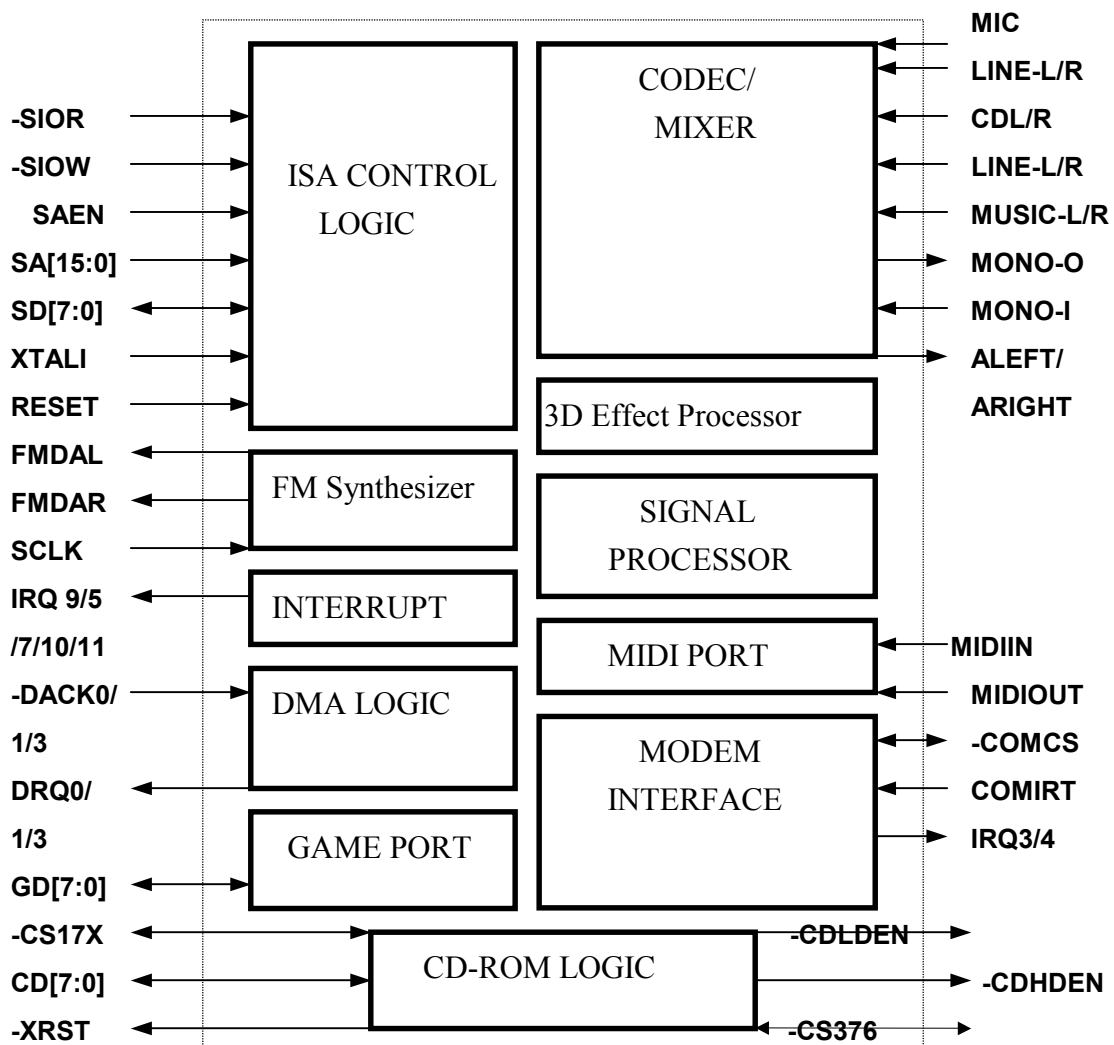 MIC
LINE-L/R
CDL/R
LINE-L/R
MUSIC-L/R
MONO-O
MONO-I
ALEFT/
ARIGHT
CODEC/
MIXER
-SIOR
-SIOW
SAEN
SA[15:0]
SD[7:0]
XTALI
RESET
ISA CONTROL
LOGIC
3D Effect Processor
FMDAL
FMDAR
SCLK
FM Synthesizer
SIGNAL
PROCESSOR
IRQ 9/5
/7/10/11
INTERRUPT
MIDI PORT
MIDIIN
MIDIOUT
-DACK0/
1/3
DRQ0/
1/3
DMA LOGIC
MODEM
INTERFACE
-COMCS
COMIRT
IRQ3/4
GAME PORT
GD[7:0]
-CS17X
CD[7:0]
-XRST
CD-ROM LOGIC
-CDLDEN
-CDHDEN
-CS376